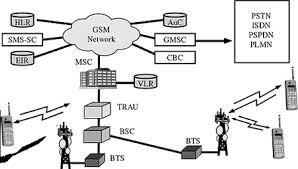 HLR
AuC
GSM
Network
SMS-SC
GMSC
EIR
CBC
PSTN
ISDN
PSPDN
PLMN
MSC
VLR
TRAU
BSC
BTS
BTS